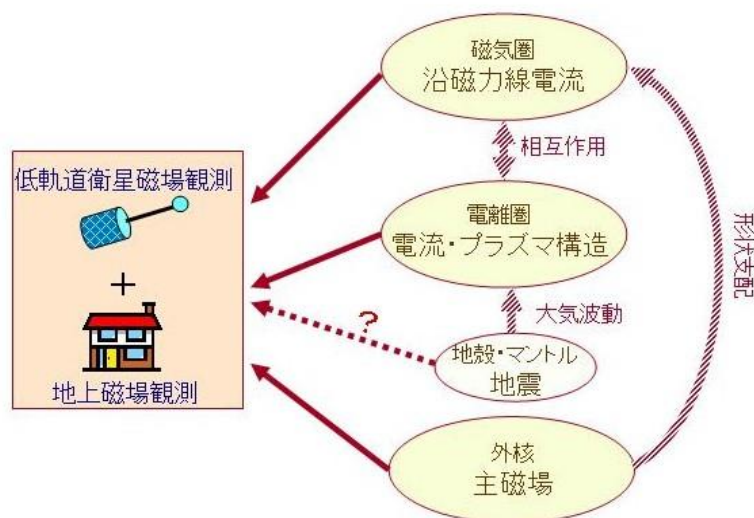 磁気圏
沿磁力線電流
相互作用
低軌道衛星磁場観測
+
地上磁場観測
電離圏
電流・プラズマ構造
形状支配
大気波動
?
地殻・マントル
地震
外核
主磁場